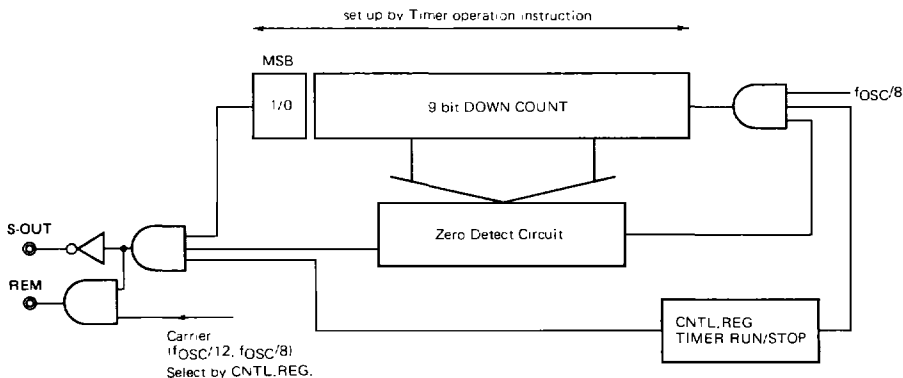 set up by Timer operation instruction
MSB
1/0
9 bit DOWN COUNT
fOSC/8
Zero Detect Circuit
S-OUT
REM
CNTL.REG
TIMER RUN/STOP
Carrier
(fOSC/12, fOSC/8)
Select by CNTL.REG.